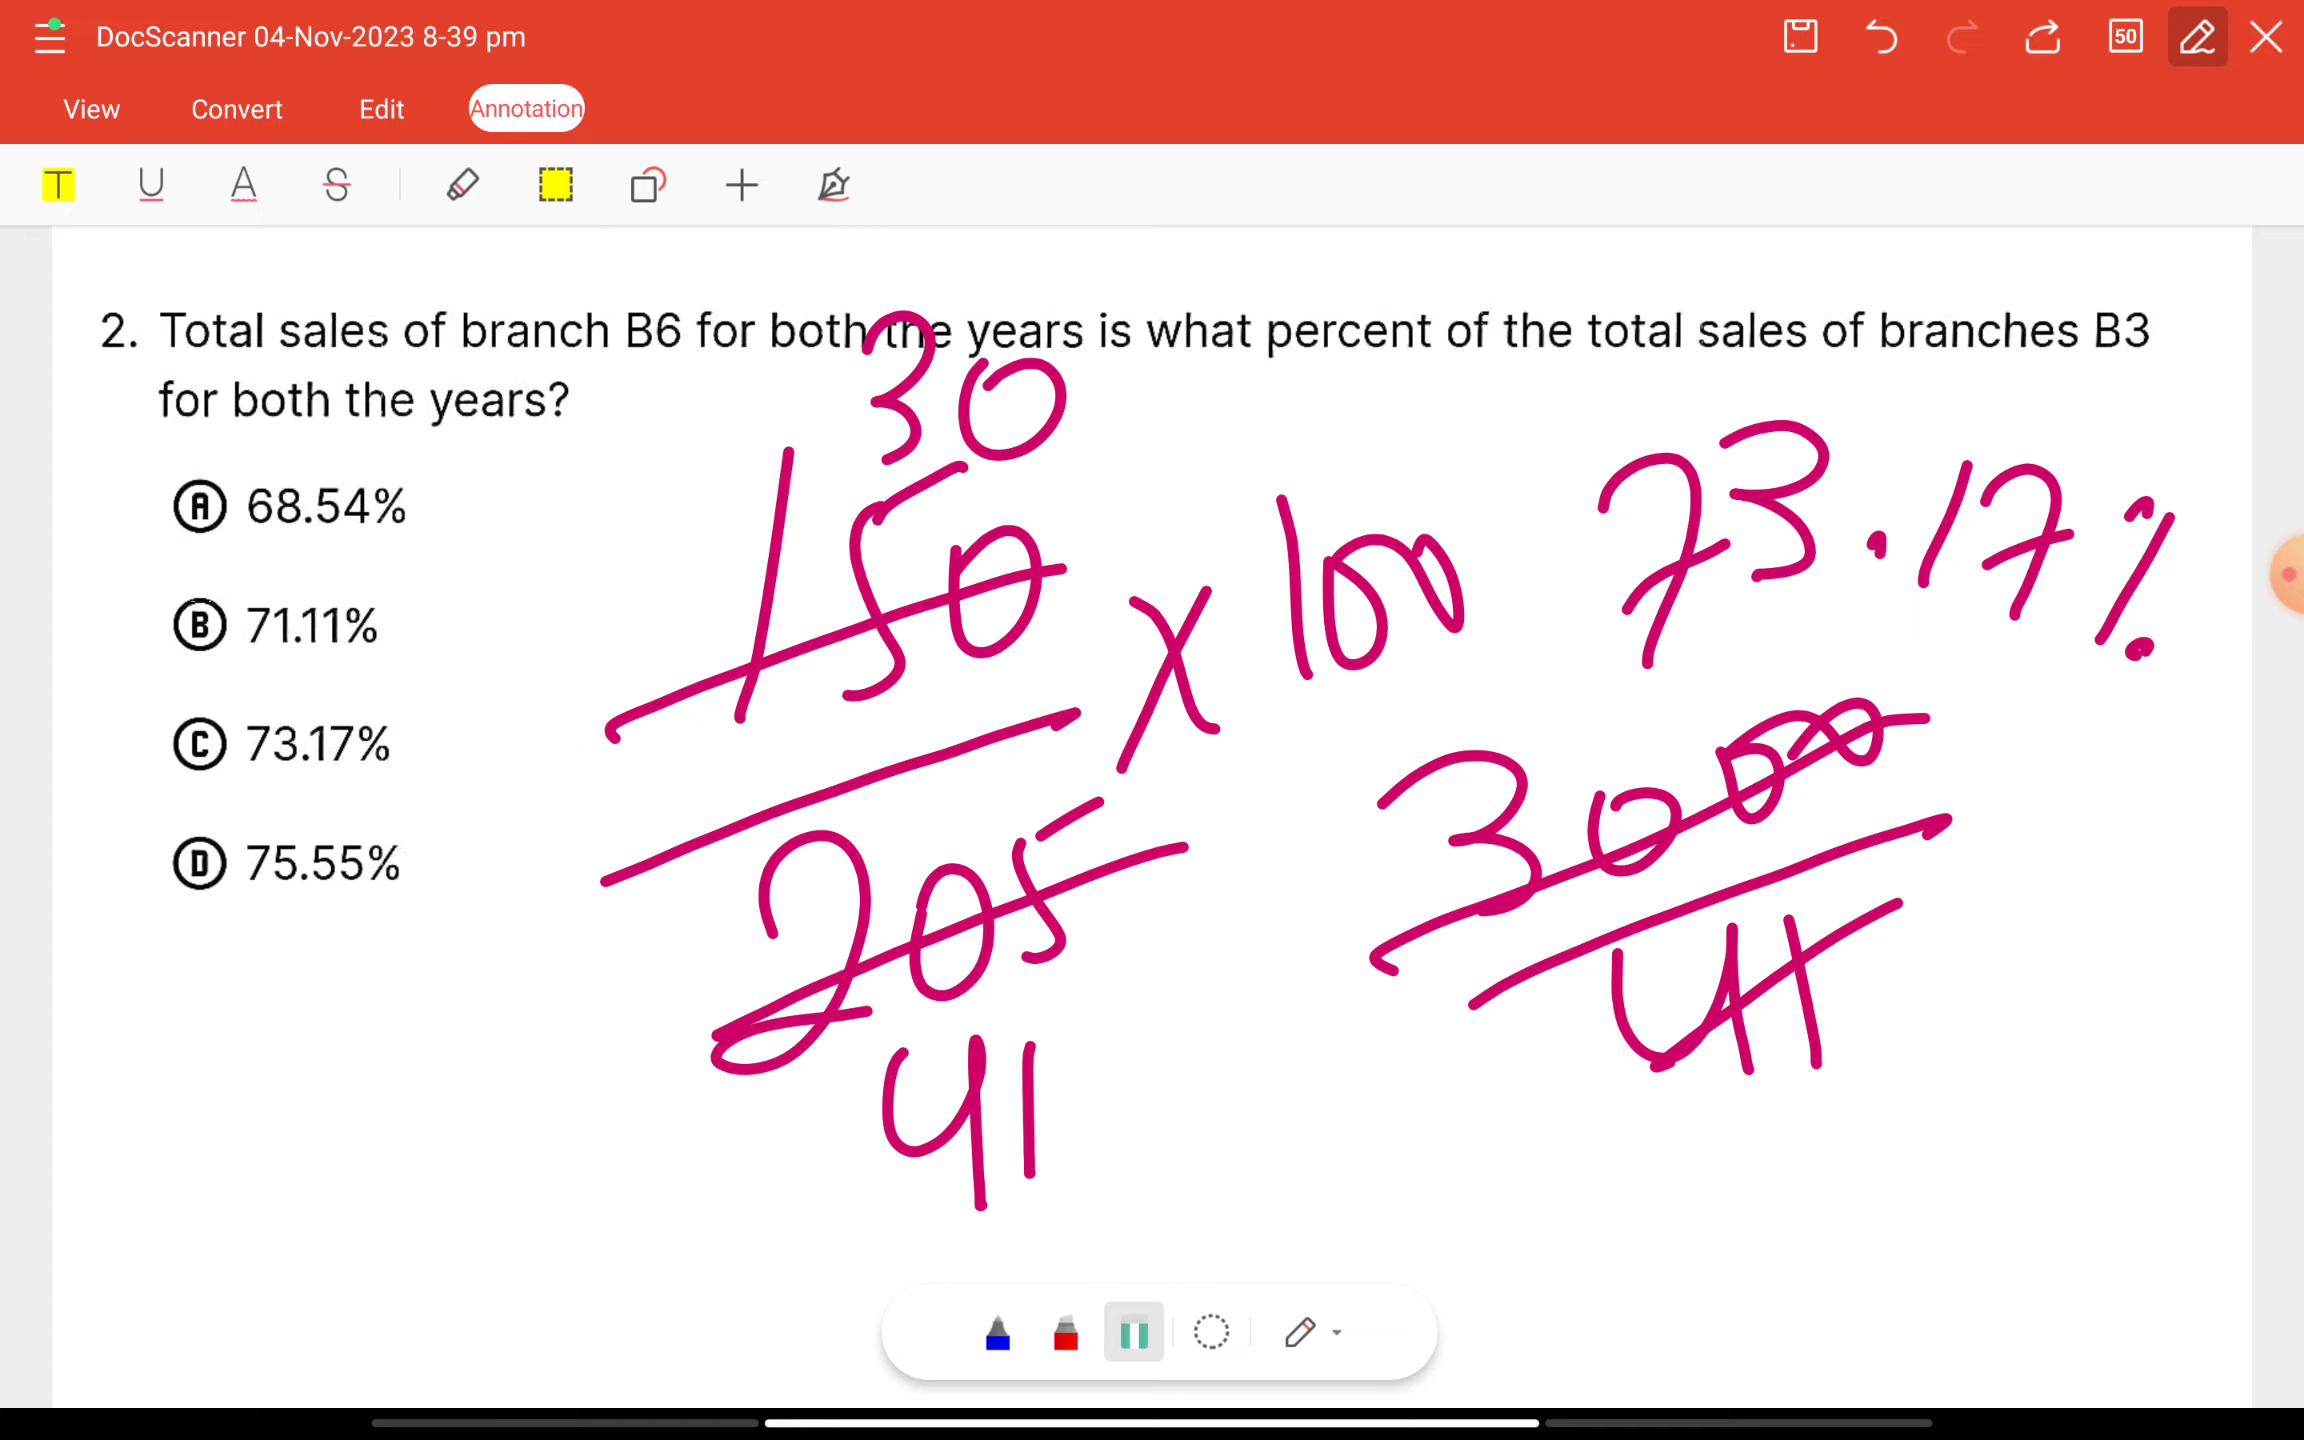 DocScanner 04-Nov-2023 8-39 pm
50
View Convert Edit Annotation
T U A S
2. Total sales of branch B6 for both the years is what percent of the total sales of branches B3
for both the years?
A 68.54%
B 71.11%
C 73.17%
D 75.55%
30
150 x 100
205
41
73.17%
3000
41